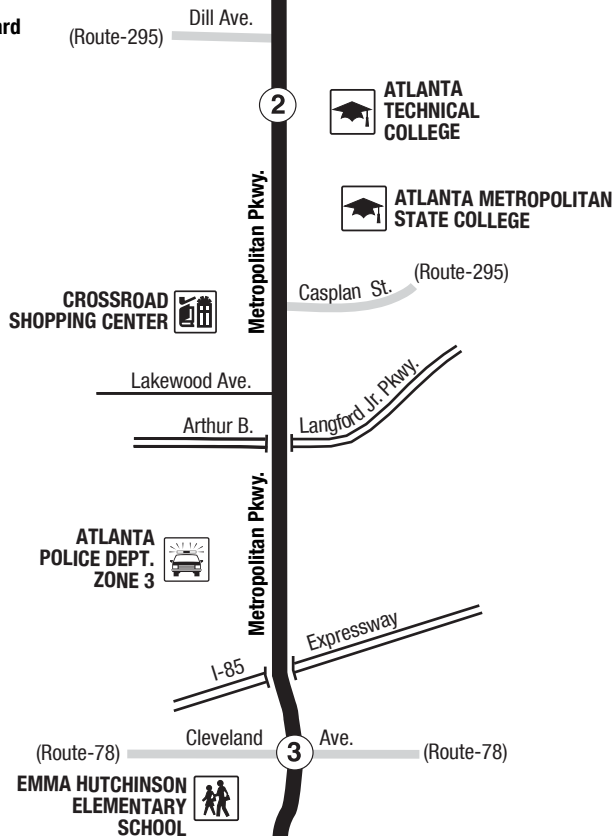 ard
Dill Ave.
(Route-295)
2
ATLANTA
TECHNICAL
COLLEGE
Metropolitan Pkwy.
ATLANTA METROPOLITAN
STATE COLLEGE
(Route-295)
Casplan St.
CROSSROAD
SHOPPING CENTER
Lakewood Ave.
Arthur B. Langford Jr. Pkwy.
Metropolitan Pkwy.
ATLANTA
POLICE DEPT.
ZONE 3
I-85 Expressway
Cleveland 3 Ave.
(Route-78) (Route-78)
EMMA HUTCHINSON
ELEMENTARY
SCHOOL